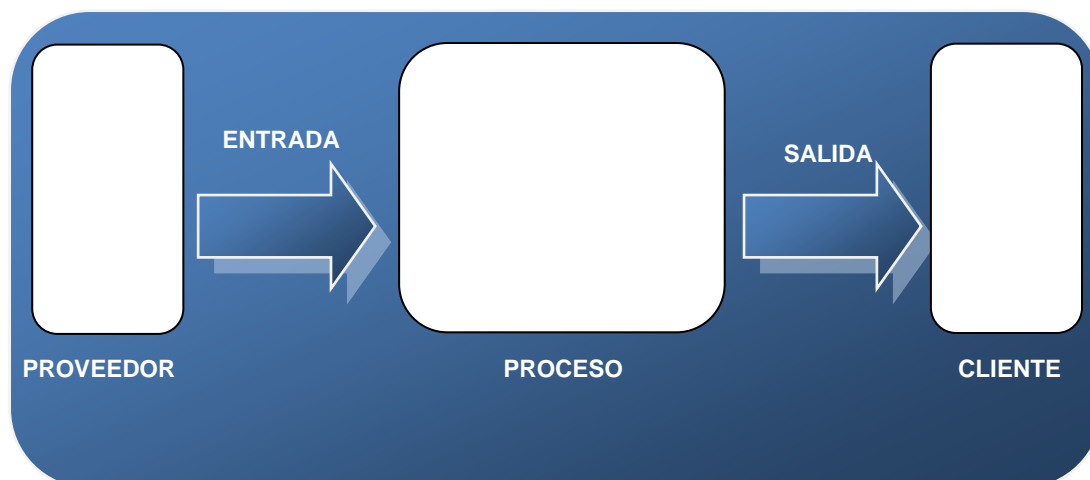 ENTRADA
SALIDA
PROVEEDOR
PROCESO
CLIENTE